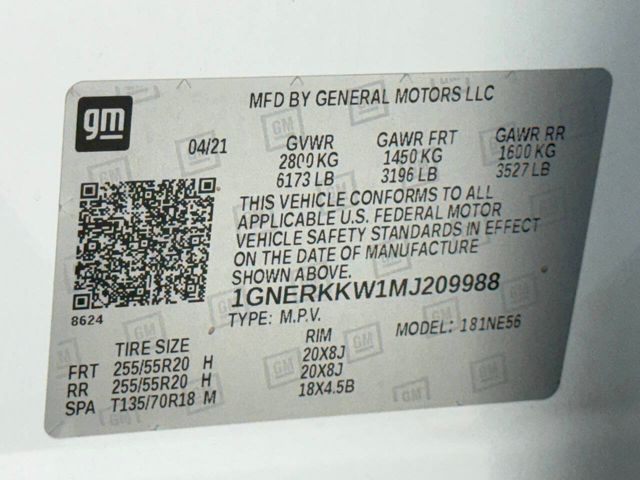 gm
MFD BY GENERAL MOTORS LLC
04/21 GVWR GAWR FRT GAWR RR
2800 KG 1450 KG 1600 KG
6173 LB 3196 LB 3527 LB
THIS VEHICLE CONFORMS TO ALL
APPLICABLE U.S. FEDERAL MOTOR
VEHICLE SAFETY STANDARDS IN EFFECT
ON THE DATE OF MANUFACTURE
SHOWN ABOVE.
1GNERKKW1MJ209988
8624
TYPE: M.P.V. MODEL: 181NE56
TIRE SIZE RIM
FRT 255/55R20 H 20X8J
RR 255/55R20 H 20X8J
SPA T135/70R18 M 18X4.5B